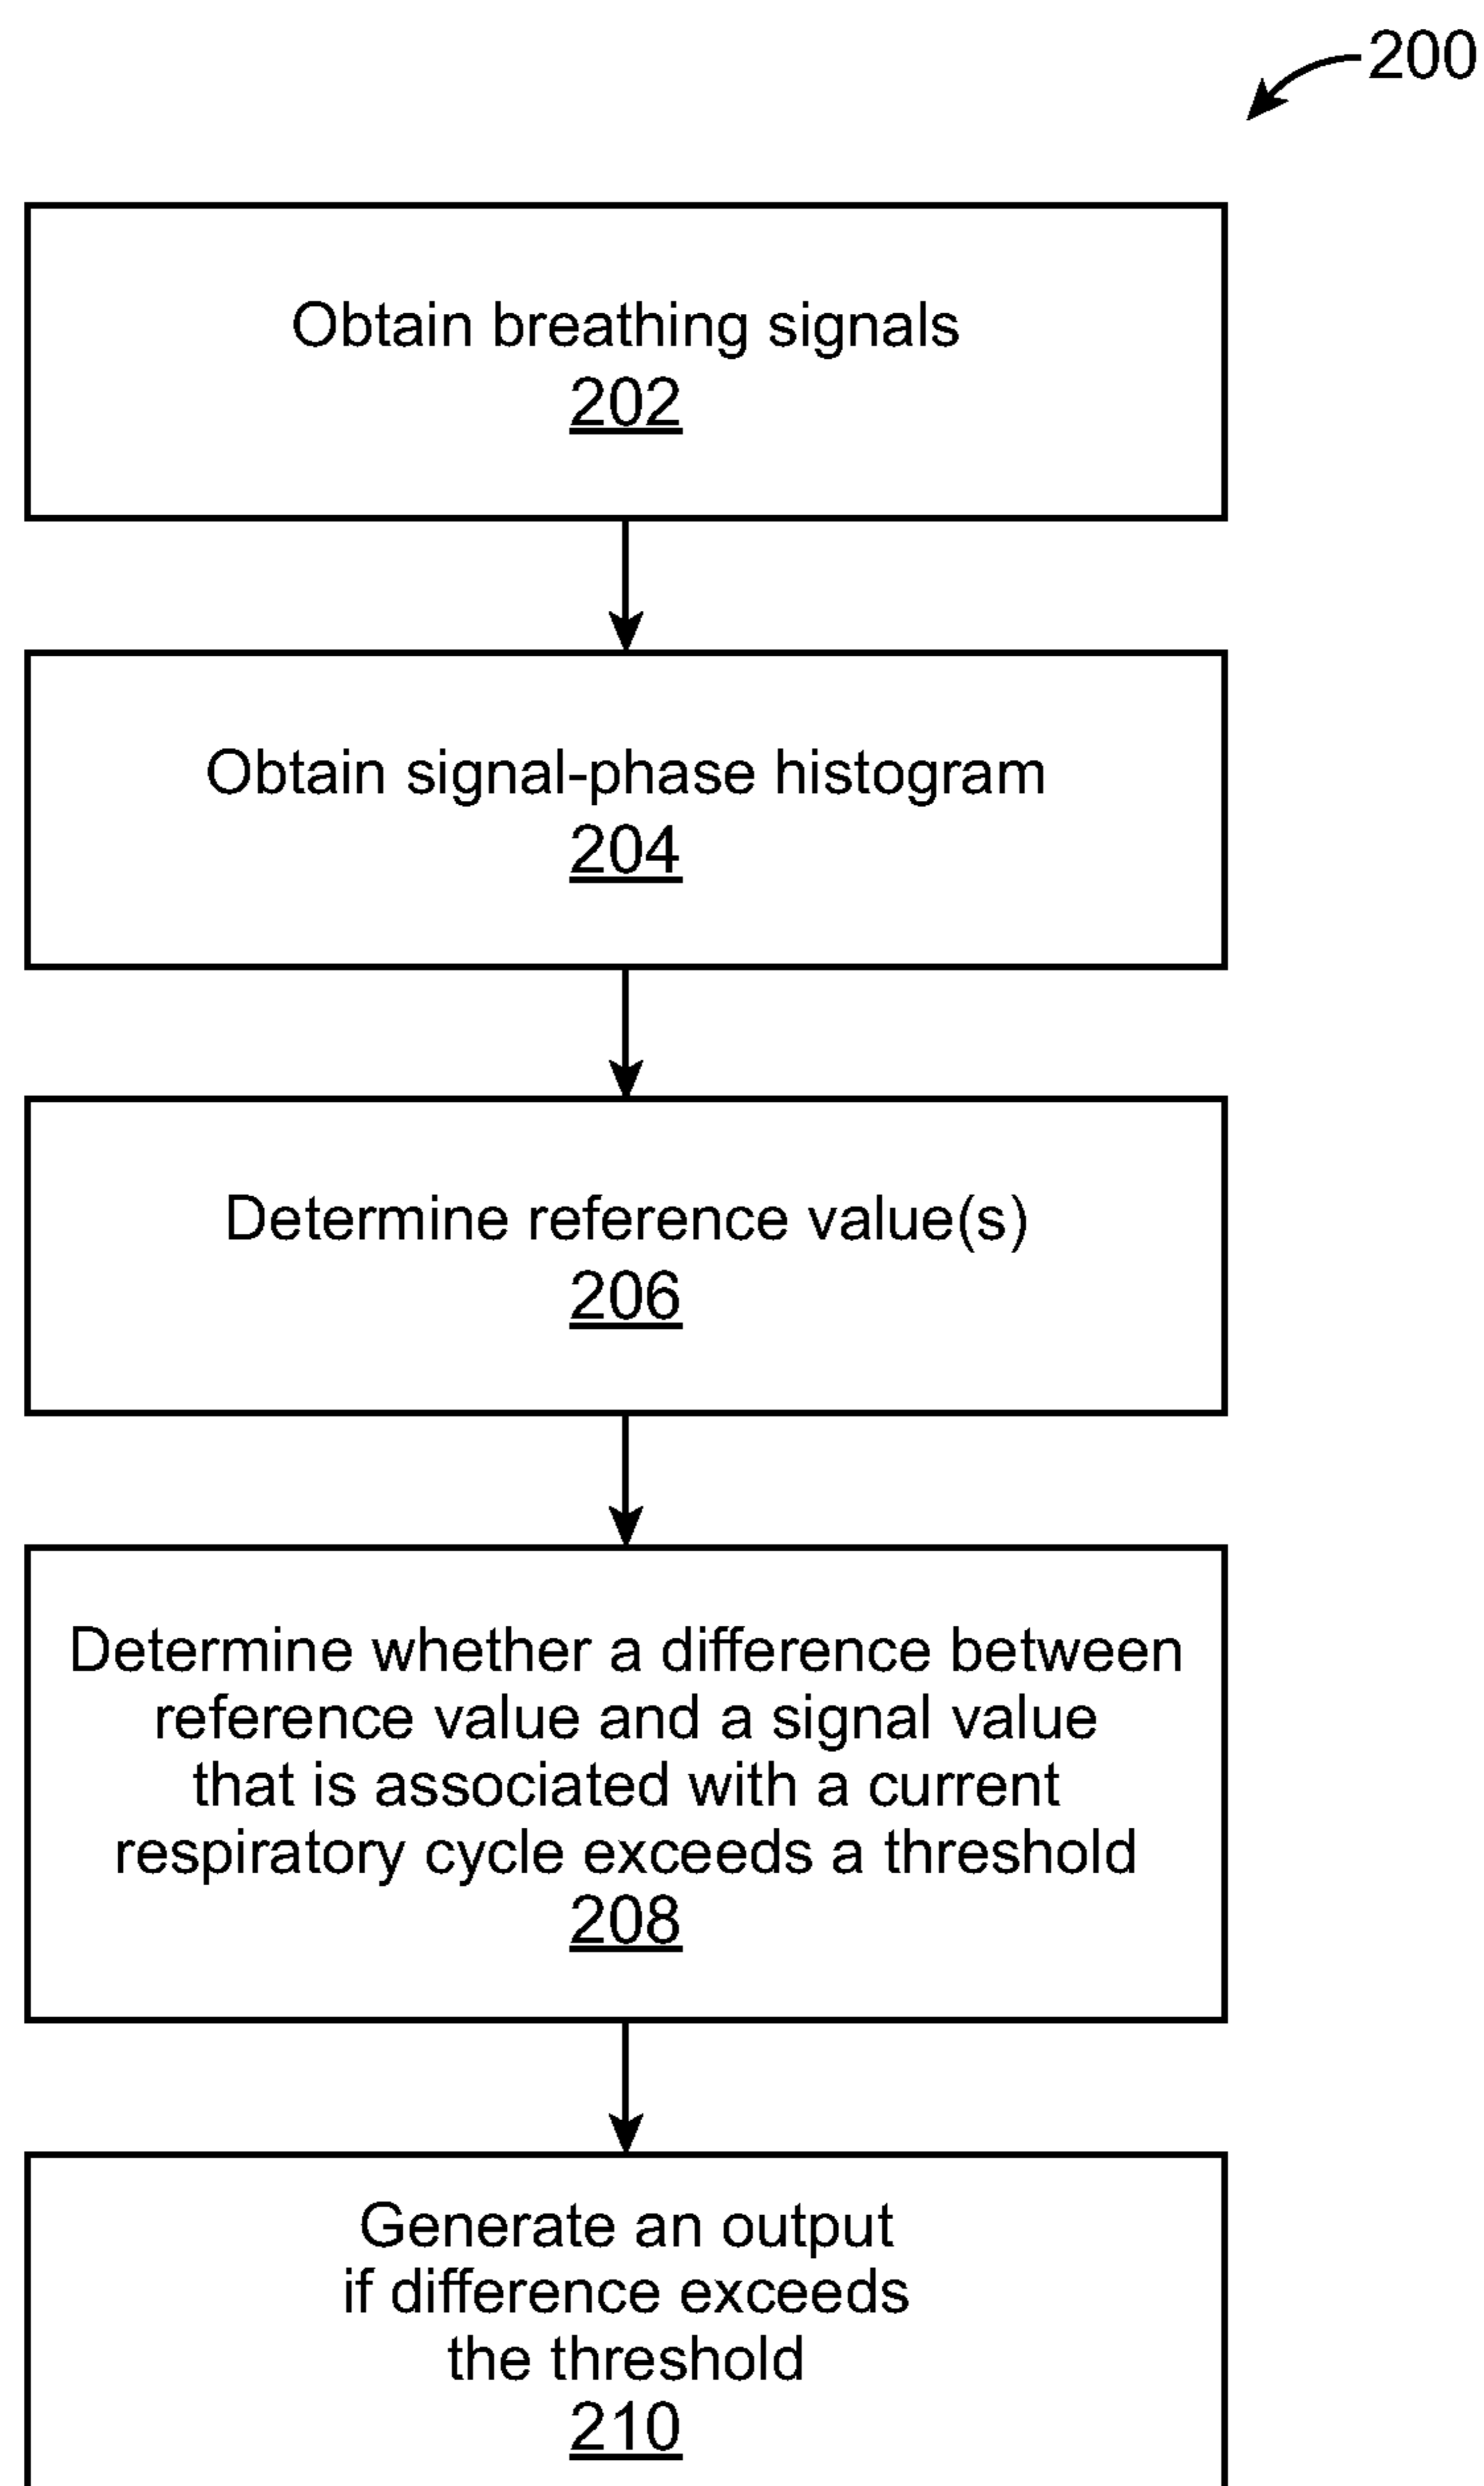 200
Obtain breathing signals
202
Obtain signal-phase histogram
204
Determine reference value(s)
206
Determine whether a difference between
reference value and a signal value
that is associated with a current
respiratory cycle exceeds a threshold
208
Generate an output
if difference exceeds
the threshold
210